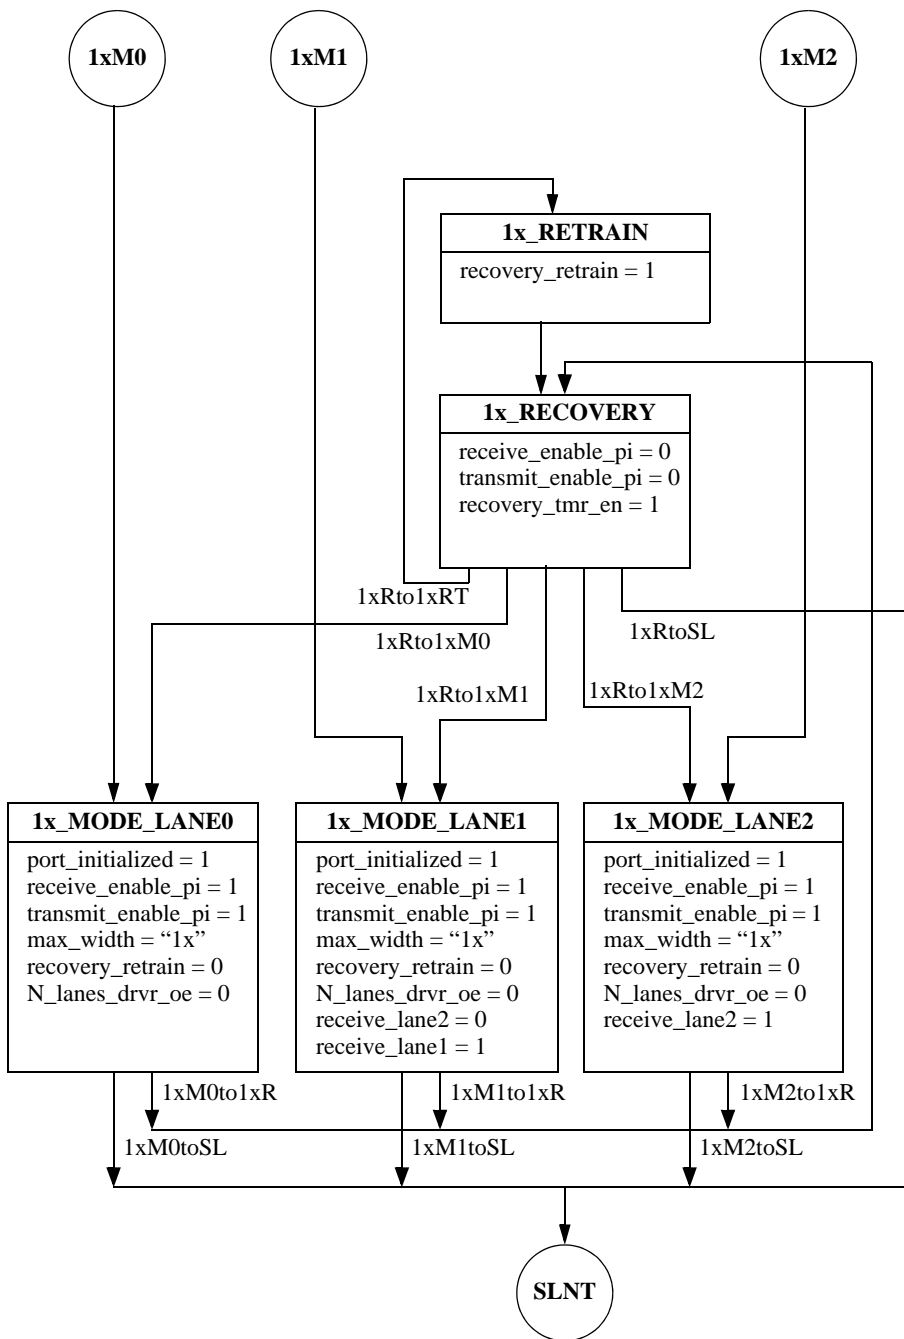 1xM0
1xM1
1xM2
1x_RETRAIN
recovery_retrain = 1
1x_RECOVERY
receive_enable_pi = 0
transmit_enable_pi = 0
recovery_tmr_en = 1
1xRto1xRT
1xRtoSL
1xRto1xM0
1xRto1xM1
1xRto1xM2
1x_MODE_LANE0
port_initialized = 1
receive_enable_pi = 1
transmit_enable_pi = 1
max_width = “1x”
recovery_retrain = 0
N_lanes_drvr_oe = 0
1x_MODE_LANE1
port_initialized = 1
receive_enable_pi = 1
transmit_enable_pi = 1
max_width = “1x”
recovery_retrain = 0
N_lanes_drvr_oe = 0
receive_lane2 = 0
receive_lane1 = 1
1x_MODE_LANE2
port_initialized = 1
receive_enable_pi = 1
transmit_enable_pi = 1
max_width = “1x”
recovery_retrain = 0
N_lanes_drvr_oe = 0
receive_lane2 = 1
1xM0to1xR
1xM1to1xR
1xM2to1xR
1xM0toSL
1xM1toSL
1xM2toSL
SLNT